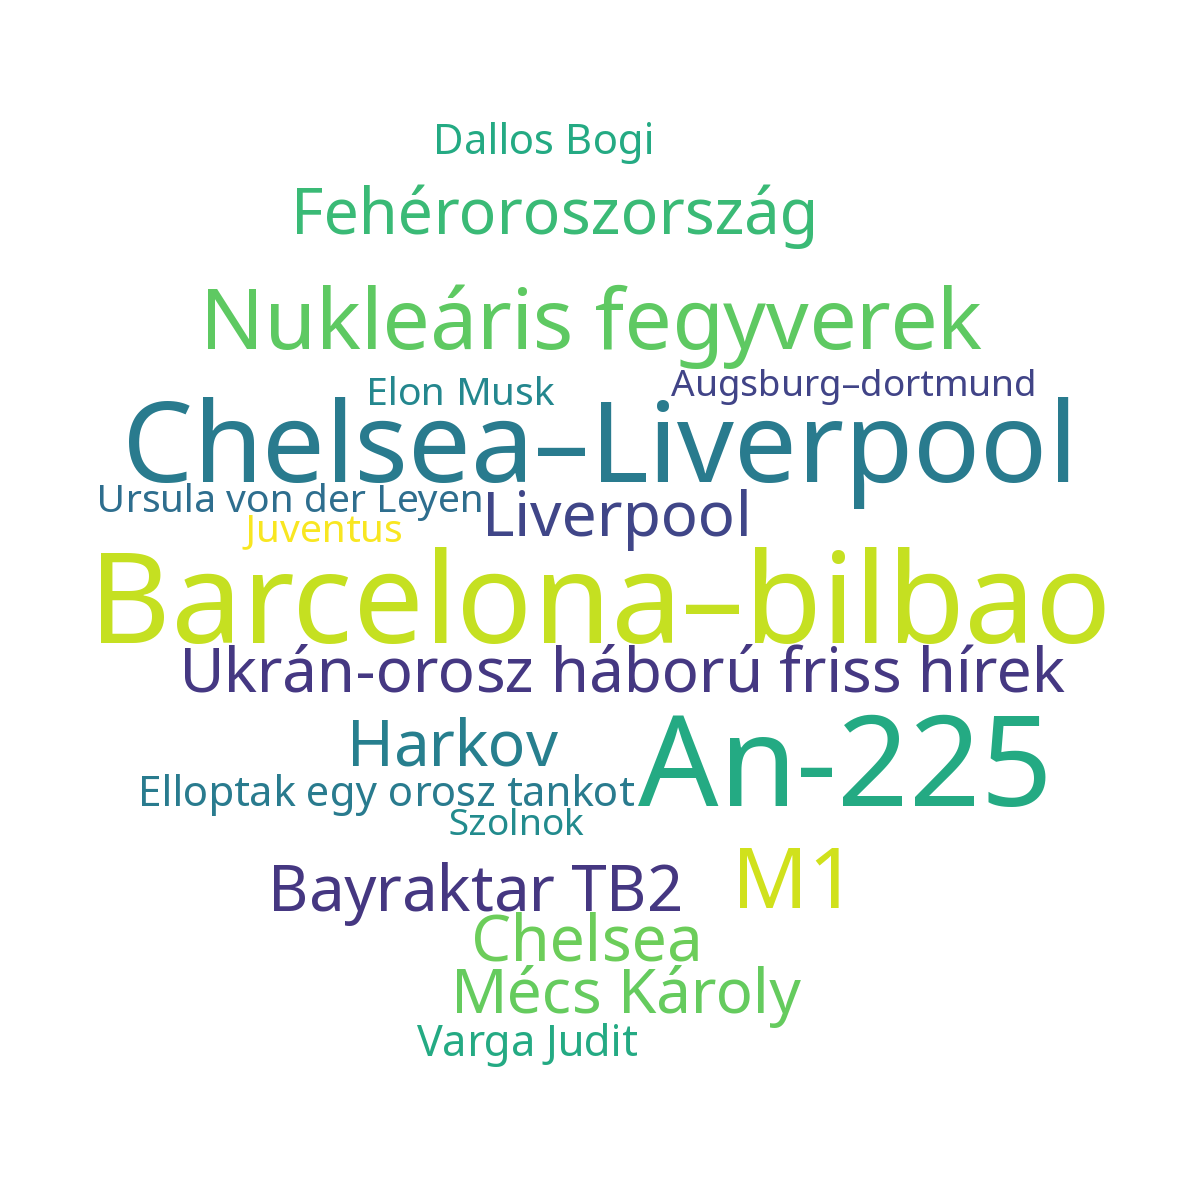 Dallos Bogi
Fehéroroszország
Nukleáris fegyverek
Elon Musk
Augsburg–dortmund
Chelsea–Liverpool
Ursula von der Leyen
Liverpool
Juventus
Barcelona–bilbao
Ukrán-orosz háború friss hírek
Harkov
An-225
Elloptak egy orosz tankot
Szolnok
Bayraktar TB2
M1
Chelsea
Mécs Károly
Varga Judit